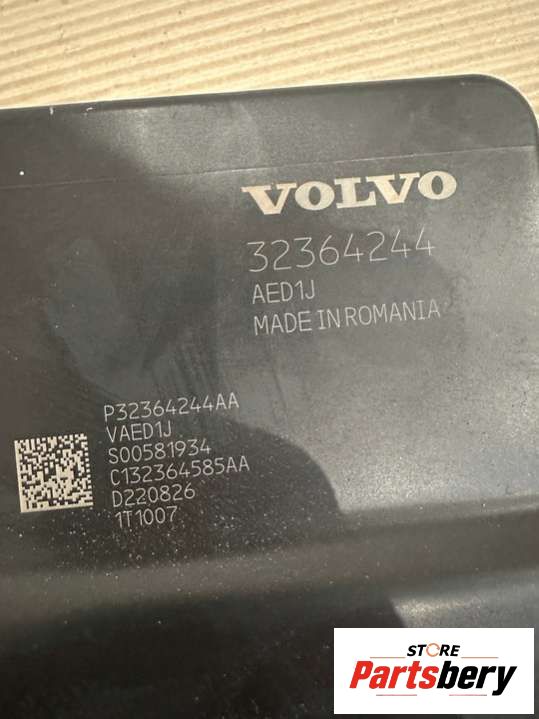 VOLVO
32364244
AED1J
MADE IN ROMANIA
P32364244AA
VAED1J
S00581934
C132364585AA
D220826
1T1007
STORE
Partsbery